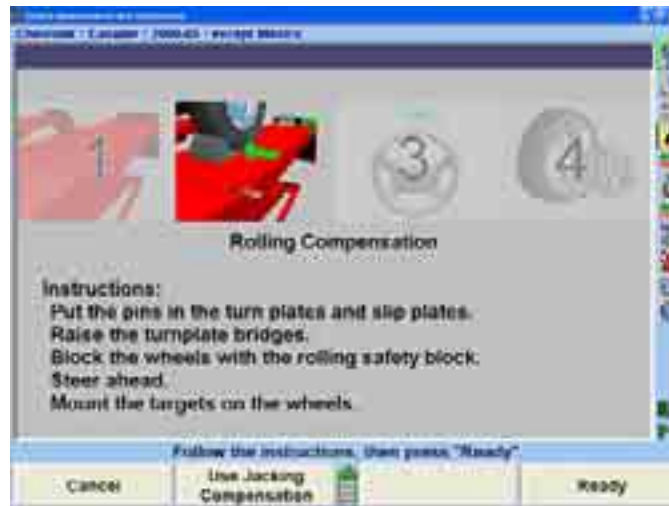 Chevrolet : Cavalier : 2000-05 : except Mexico
1
3
4
Rolling Compensation
Instructions:
Put the pins in the turn plates and slip plates.
Raise the turnplate bridges.
Block the wheels with the rolling safety block.
Steer ahead.
Mount the targets on the wheels.
Follow the instructions, then press "Ready"
Cancel
Use Jacking
Compensation
Ready